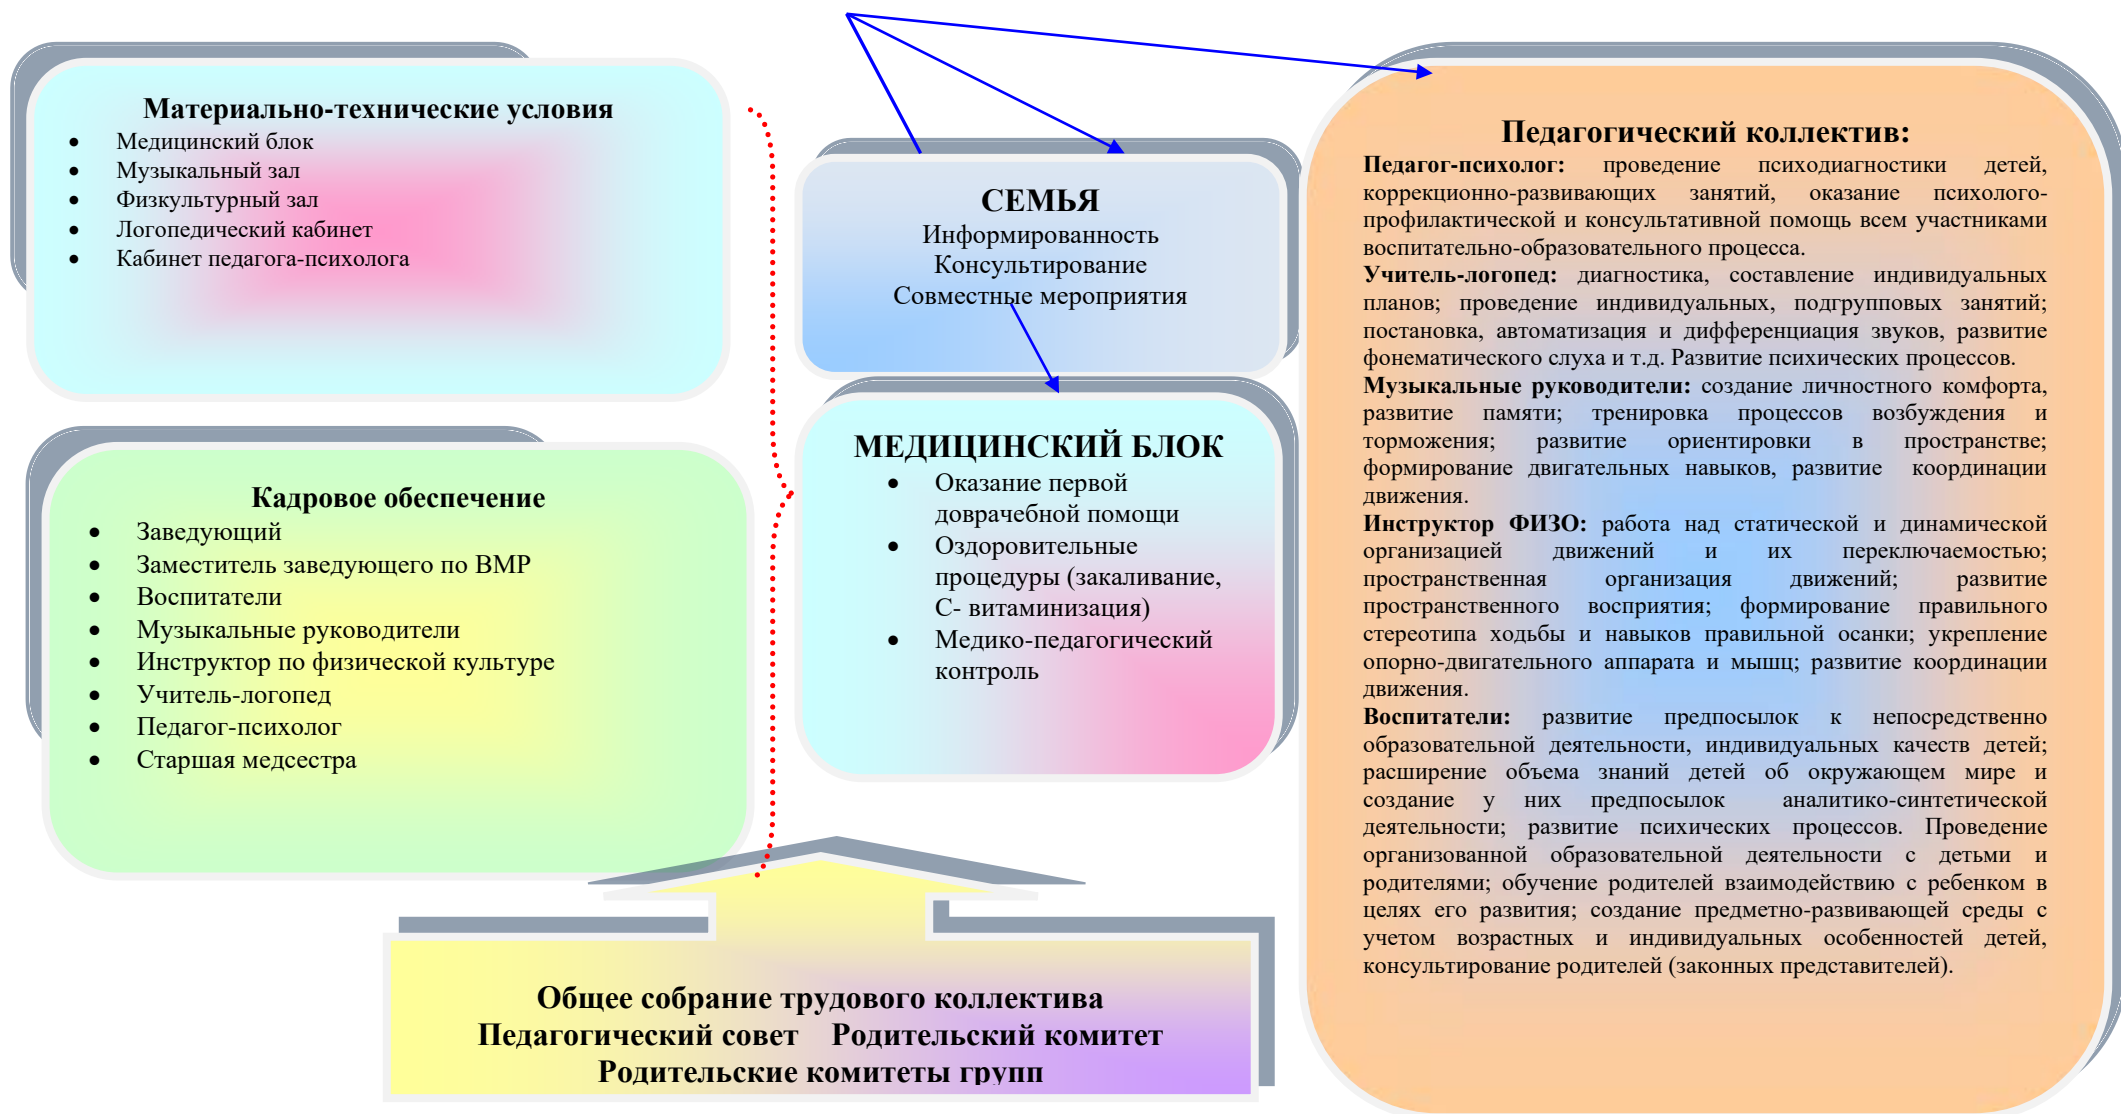 Материально-технические условия
• Медицинский блок
• Музыкальный зал
• Физкультурный зал
• Логопедический кабинет
• Кабинет педагога-психолога
Кадровое обеспечение
• Заведующий
• Заместитель заведующего по ВМР
• Воспитатели
• Музыкальные руководители
• Инструктор по физической культуре
• Учитель-логопед
• Педагог-психолог
• Старшая медсестра
СЕМЬЯ
Информированность
Консультирование
Совместные мероприятия
МЕДИЦИНСКИЙ БЛОК
• Оказание первой
доврачебной помощи
• Оздоровительные
процедуры (закаливание,
С- витаминизация)
• Медико-педагогический
контроль
Общее собрание трудового коллектива
Педагогический совет Родительский комитет
Родительские комитеты групп
Педагогический коллектив:
Педагог-психолог: проведение психодиагностики детей,
коррекционно-развивающих занятий, оказание психолого-
профилактической и консультативной помощь всем участниками
воспитательно-образовательного процесса.
Учитель-логопед: диагностика, составление индивидуальных
планов; проведение индивидуальных, подгрупповых занятий;
постановка, автоматизация и дифференциация звуков, развитие
фонематического слуха и т.д. Развитие психических процессов.
Музыкальные руководители: создание личностного комфорта,
развитие памяти; тренировка процессов возбуждения и
торможения; развитие ориентировки в пространстве;
формирование двигательных навыков, развитие координации
движения.
Инструктор ФИЗО: работа над статической и динамической
организацией движений и их переключаемостью;
пространственная организация движений; развитие
пространственного восприятия; формирование правильного
стереотипа ходьбы и навыков правильной осанки; укрепление
опорно-двигательного аппарата и мышц; развитие координации
движения.
Воспитатели: развитие предпосылок к непосредственно
образовательной деятельности, индивидуальных качеств детей;
расширение объема знаний детей об окружающем мире и
создание у них предпосылок аналитико-синтетической
деятельности; развитие психических процессов. Проведение
организованной образовательной деятельности с детьми и
родителями; обучение родителей взаимодействию с ребенком в
целях его развития; создание предметно-развивающей среды с
учетом возрастных и индивидуальных особенностей детей,
консультирование родителей (законных представителей).